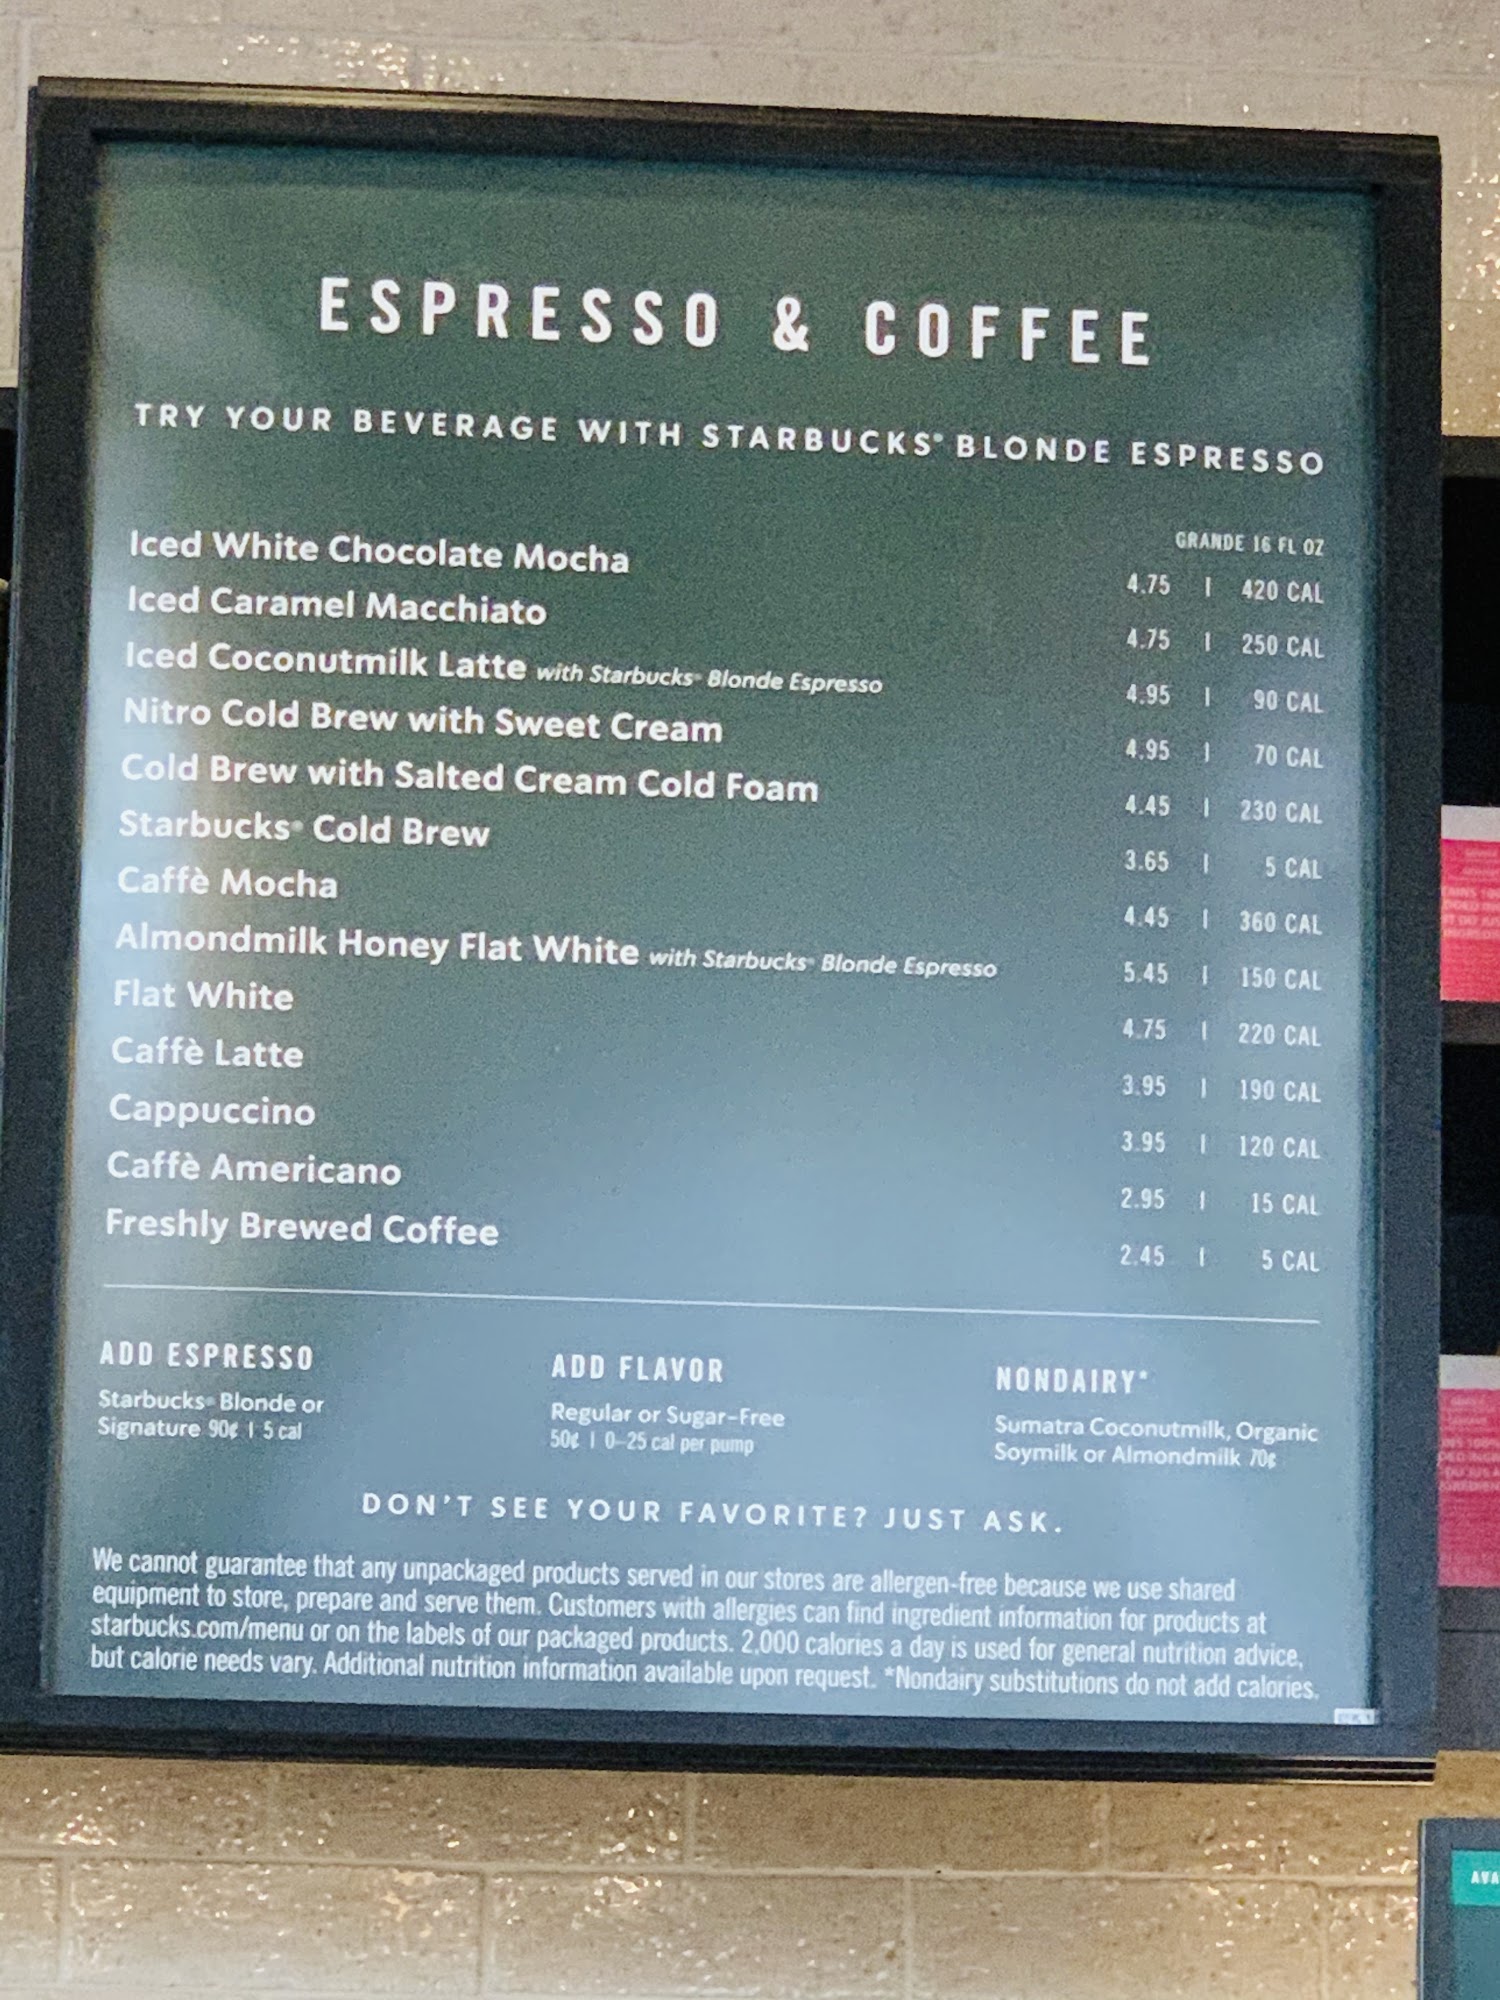 ESPRESSO & COFFEE
TRY YOUR BEVERAGE WITH STARBUCKS® BLONDE ESPRESSO
GRANDE 16 FL OZ
Iced White Chocolate Mocha 4.75 | 420 CAL
Iced Caramel Macchiato 4.75 | 250 CAL
Iced Coconutmilk Latte with Starbucks® Blonde Espresso 4.95 | 90 CAL
Nitro Cold Brew with Sweet Cream 4.95 | 70 CAL
Cold Brew with Salted Cream Cold Foam 4.45 | 230 CAL
Starbucks® Cold Brew 3.65 | 5 CAL
Caffè Mocha 4.45 | 360 CAL
Almondmilk Honey Flat White with Starbucks® Blonde Espresso 5.45 | 150 CAL
Flat White 4.75 | 220 CAL
Caffè Latte 3.95 | 190 CAL
Cappuccino 3.95 | 120 CAL
Caffè Americano 2.95 | 15 CAL
Freshly Brewed Coffee 2.45 | 5 CAL
ADD ESPRESSO
Starbucks® Blonde or
Signature 90¢ | 5 cal
ADD FLAVOR
Regular or Sugar-Free
50¢ | 0-25 cal per pump
NONDAIRY*
Sumatra Coconutmilk, Organic
Soymilk or Almondmilk 70¢
DON'T SEE YOUR FAVORITE? JUST ASK.
We cannot guarantee that any unpackaged products served in our stores are allergen-free because we use shared
equipment to store, prepare and serve them. Customers with allergies can find ingredient information for products at
starbucks.com/menu or on the labels of our packaged products. 2,000 calories a day is used for general nutrition advice,
but calorie needs vary. Additional nutrition information available upon request. *Nondairy substitutions do not add calories.